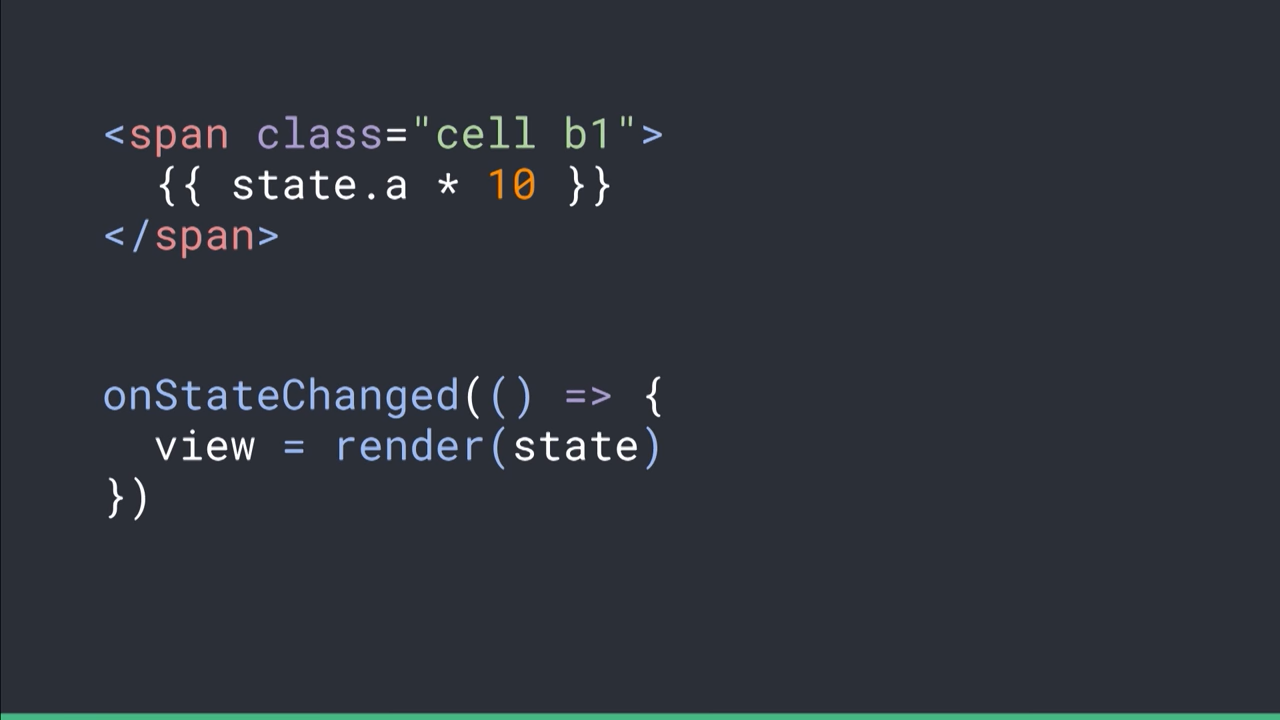 <span class="cell b1">
  {{ state.a * 10 }}
</span>
onStateChanged(() => {
  view = render(state)
})